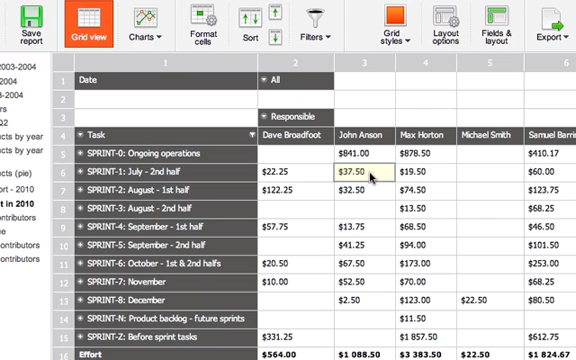 Save report
Grid view
Charts
Format cells
Sort
Filters
Grid styles
Layout options
Fields & layout
Export
2003-2004
2004
Q2
cts by year
cts by year
cts (pie)
ort - 2010
t in 2010
ontributors
ontributors
1 2 3 4 5 6
1 Date All
2
3 Responsible
4 Task Dave Broadfoot John Anson Max Horton Michael Smith Samuel Barri
5 SPRINT-0: Ongoing operations $841.00 $878.50 $410.17
6 SPRINT-1: July - 2nd half $22.25 $37.50 $19.50 $60.00
7 SPRINT-2: August - 1st half $122.25 $32.50 $74.50 $123.75
8 SPRINT-3: August - 2nd half $13.50 $68.25
9 SPRINT-4: September - 1st half $57.75 $13.75 $68.50 $46.50
10 SPRINT-5: September - 2nd half $41.25 $94.00 $101.50
11 SPRINT-6: October - 1st & 2nd halfs $20.50 $67.50 $173.00 $253.00
12 SPRINT-7: November $10.00 $52.50 $70.00 $68.25
13 SPRINT-8: December $2.50 $123.00 $22.50 $80.50
14 SPRINT-N: Product backlog - future sprints $11.50
15 SPRINT-Z: Before sprint tasks $331.25 $1 857.50 $612.75
16 Effort $564.00 $1 088.50 $3 383.50 $22.50 $1 824.67